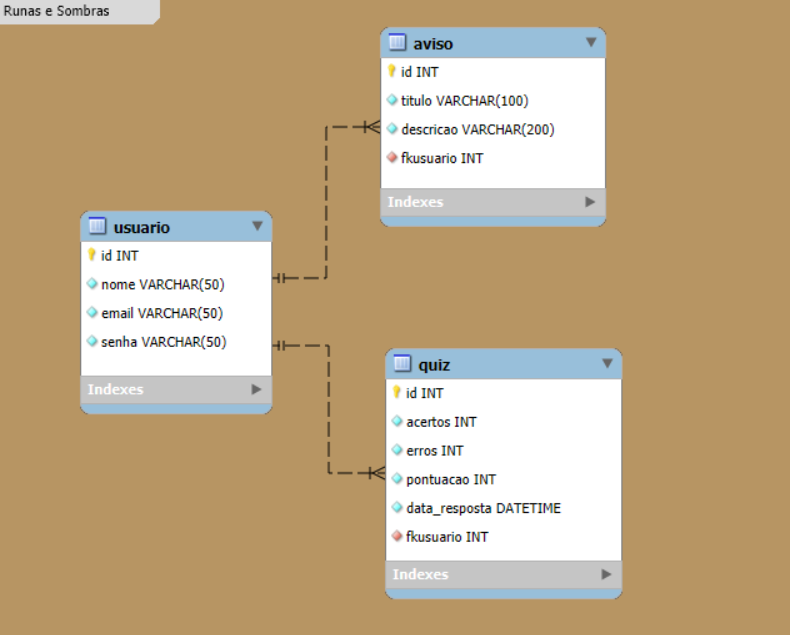 Runas e Sombras
aviso
id INT
titulo VARCHAR(100)
descricao VARCHAR(200)
fkusuario INT
Indexes
usuario
id INT
nome VARCHAR(50)
email VARCHAR(50)
senha VARCHAR(50)
Indexes
quiz
id INT
acertos INT
erros INT
pontuacao INT
data_resposta DATETIME
fkusuario INT
Indexes